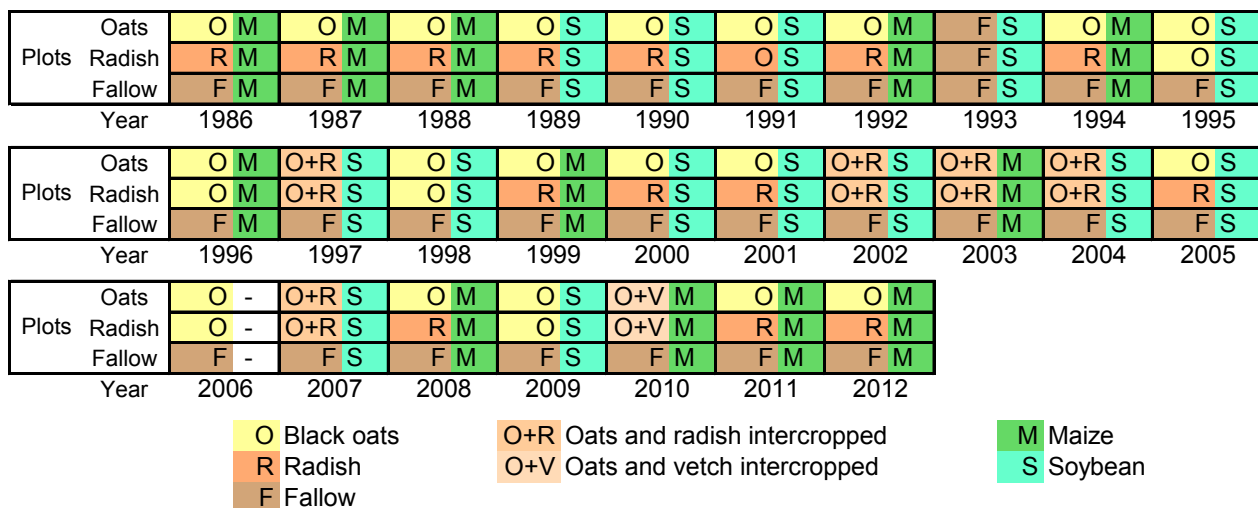 Oats O M O M O M O S O S O S O M F S O M O S
Plots Radish R M R M R M R S R S O S R M F S R M O S
Fallow F M F M F M F S F S F S F M F S F M F S
Year 1986 1987 1988 1989 1990 1991 1992 1993 1994 1995
Oats O M O+R S O S O M O S O S O+R S O+R M O+R S O S
Plots Radish O M O+R S O S R M R S R S O+R S O+R M O+R S R S
Fallow F M F S F S F M F S F S F S F M F S F S
Year 1996 1997 1998 1999 2000 2001 2002 2003 2004 2005
Oats O - O+R S O M O S O+V M O M O M
Plots Radish O - O+R S R M O S O+V M R M R M
Fallow F - F S F M F S F M F M F M
Year 2006 2007 2008 2009 2010 2011 2012
O Black oats O+R Oats and radish intercropped M Maize
R Radish O+V Oats and vetch intercropped S Soybean
F Fallow